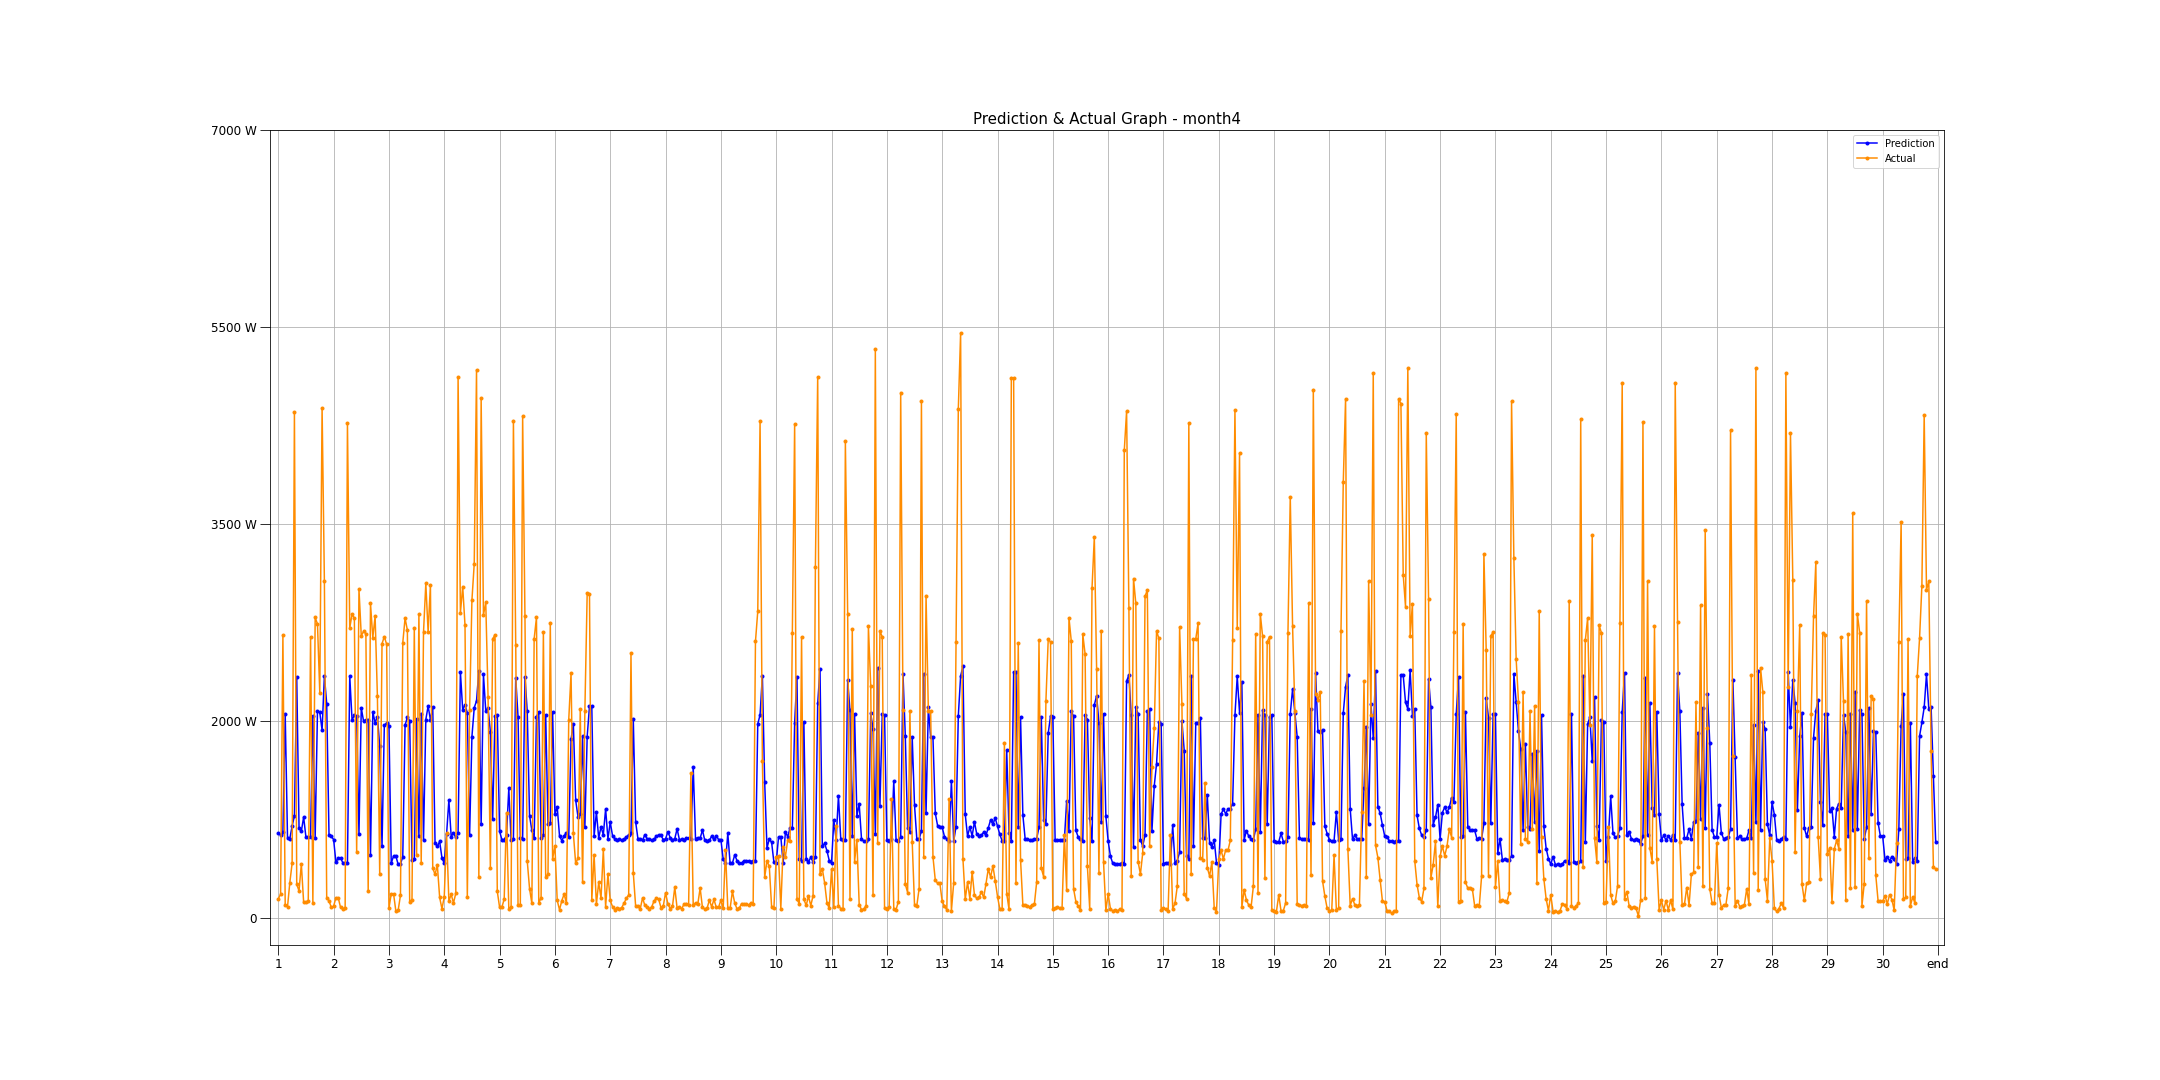 Prediction & Actual Graph - month4
7000 W
5500 W
3500 W
2000 W
0
Prediction
Actual
1 2 3 4 5 6 7 8 9 10 11 12 13 14 15 16 17 18 19 20 21 22 23 24 25 26 27 28 29 30 end